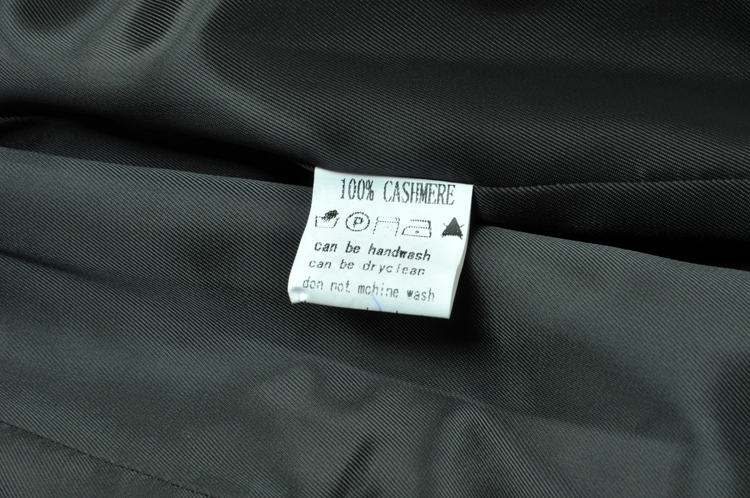 100% CASHMERE
P
can be handwash
can be dryclean
don not mchine wash